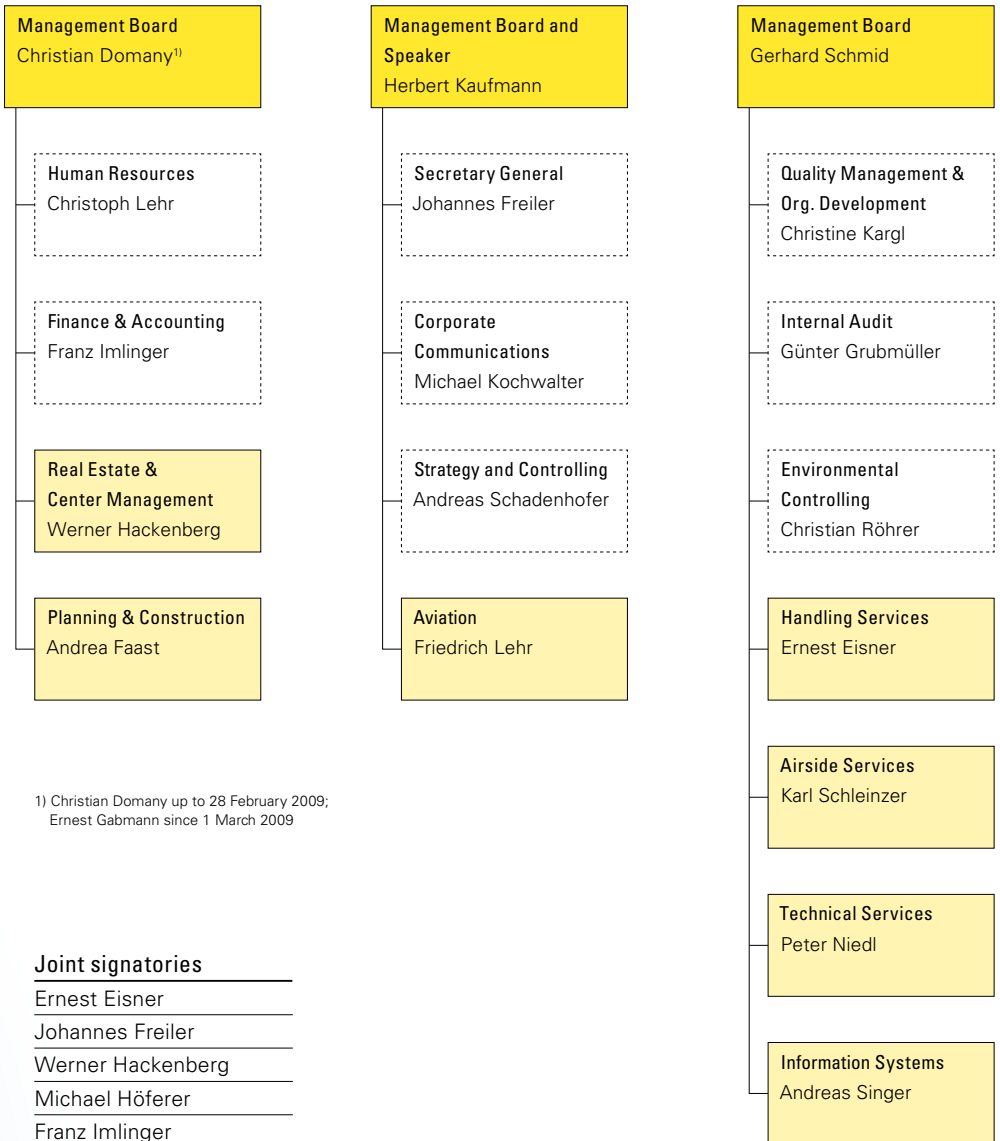 Management Board
Christian Domany1)
Human Resources
Christoph Lehr
Finance & Accounting
Franz Imlinger
Real Estate &
Center Management
Werner Hackenberg
Planning & Construction
Andrea Faast
Management Board and
Speaker
Herbert Kaufmann
Secretary General
Johannes Freiler
Corporate
Communications
Michael Kochwalter
Strategy and Controlling
Andreas Schadenhofer
Aviation
Friedrich Lehr
Management Board
Gerhard Schmid
Quality Management &
Org. Development
Christine Kargl
Internal Audit
Günter Grubmüller
Environmental
Controlling
Christian Röhrer
Handling Services
Ernest Eisner
Airside Services
Karl Schleinzer
Technical Services
Peter Niedl
Information Systems
Andreas Singer
1) Christian Domany up to 28 February 2009;
Ernest Gabmann since 1 March 2009
Joint signatories
Ernest Eisner
Johannes Freiler
Werner Hackenberg
Michael Höferer
Franz Imlinger